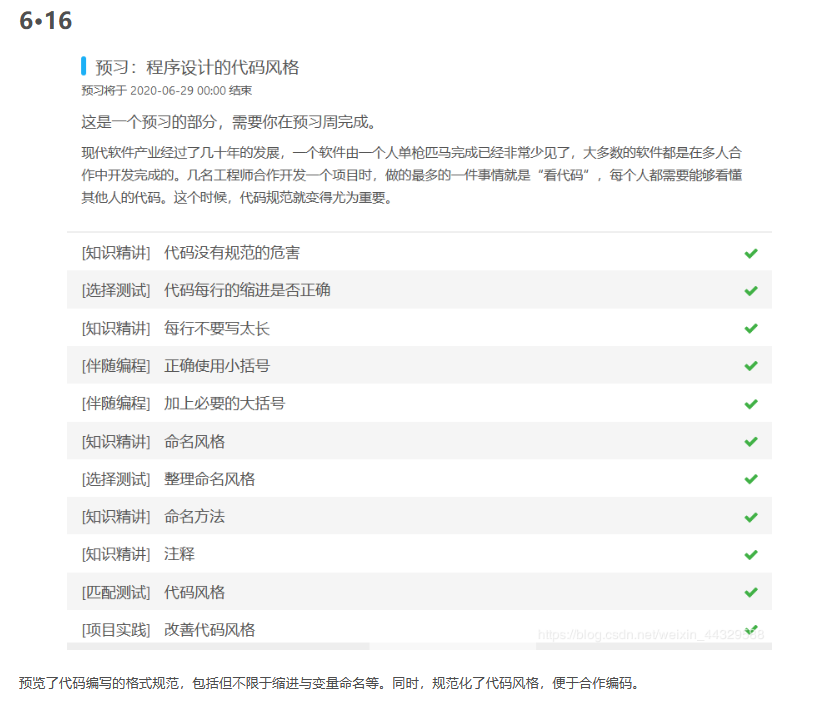 6•16
预习：程序设计的代码风格
预习将于 2020-06-29 00:00 结束
这是一个预习的部分，需要你在预习周完成。
现代软件产业经过了几十年的发展，一个软件由一个人单枪匹马完成已经非常少见了，大多数的软件都是在多人合
作中开发完成的。几名工程师合作开发一个项目时，做的最多的一件事情就是“看代码”，每个人都需要能够看懂
其他人的代码。这个时候，代码规范就变得尤为重要。
[知识精讲] 代码没有规范的危害
[选择测试] 代码每行的缩进是否正确
[知识精讲] 每行不要写太长
[伴随编程] 正确使用小括号
[伴随编程] 加上必要的大括号
[知识精讲] 命名风格
[选择测试] 整理命名风格
[知识精讲] 命名方法
[知识精讲] 注释
[匹配测试] 代码风格
[项目实践] 改善代码风格
预览了代码编写的格式规范，包括但不限于缩进与变量命名等。同时，规范化了代码风格，便于合作编码。